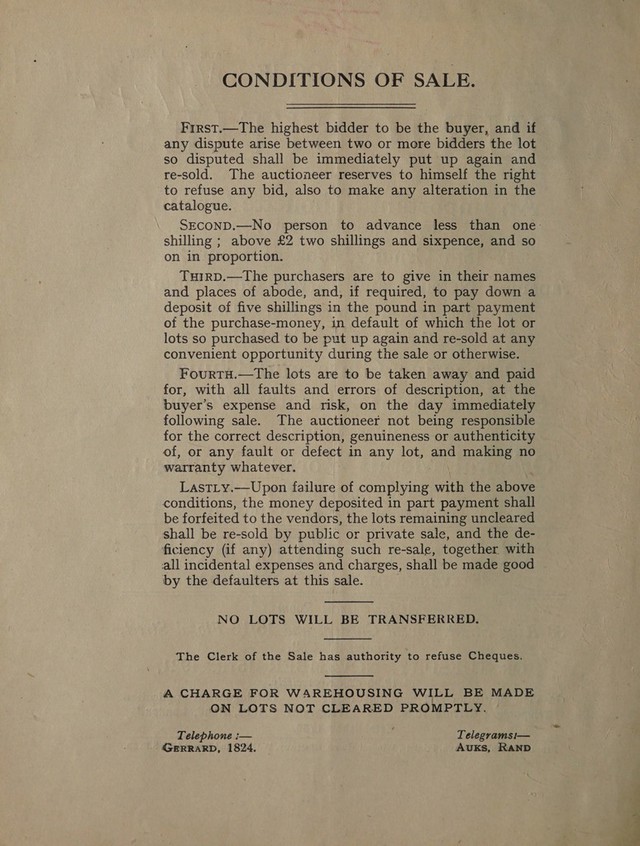 CONDITIONS OF SALE.
FIRST.—The highest bidder to be the buyer, and if
any dispute arise between two or more bidders the lot
so disputed shall be immediately put up again and
re-sold. The auctioneer reserves to himself the right
to refuse any bid, also to make any alteration in the
catalogue.
SECOND.—No person to advance less than one
shilling ; above £2 two shillings and sixpence, and so
on in proportion.
THIRD.—The purchasers are to give in their names
and places of abode, and, if required, to pay down a
deposit of five shillings in the pound in part payment
of the purchase-money, in default of which the lot or
lots so purchased to be put up again and re-sold at any
convenient opportunity during the sale or otherwise.
FOURTH.—The lots are to be taken away and paid
for, with all faults and errors of description, at the
buyer's expense and risk, on the day immediately
following sale. The auctioneer not being responsible
for the correct description, genuineness or authenticity
of, or any fault or defect in any lot, and making no
warranty whatever.
LASTLY.—Upon failure of complying with the above
conditions, the money deposited in part payment shall
be forfeited to the vendors, the lots remaining uncleared
shall be re-sold by public or private sale, and the de-
ficiency (if any) attending such re-sale, together with
all incidental expenses and charges, shall be made good
by the defaulters at this sale.
NO LOTS WILL BE TRANSFERRED.
The Clerk of the Sale has authority to refuse Cheques.
A CHARGE FOR WAREHOUSING WILL BE MADE
ON LOTS NOT CLEARED PROMPTLY.
Telephone :— Telegrams:—
GERRARD, 1824. AUKS, RAND